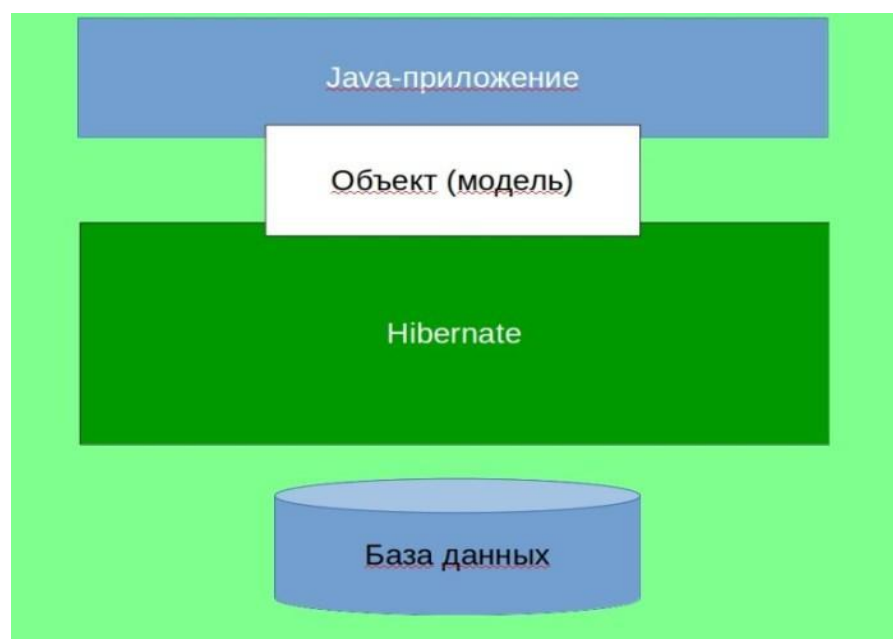 Java-приложение
Объект (модель)
Hibernate
База данных